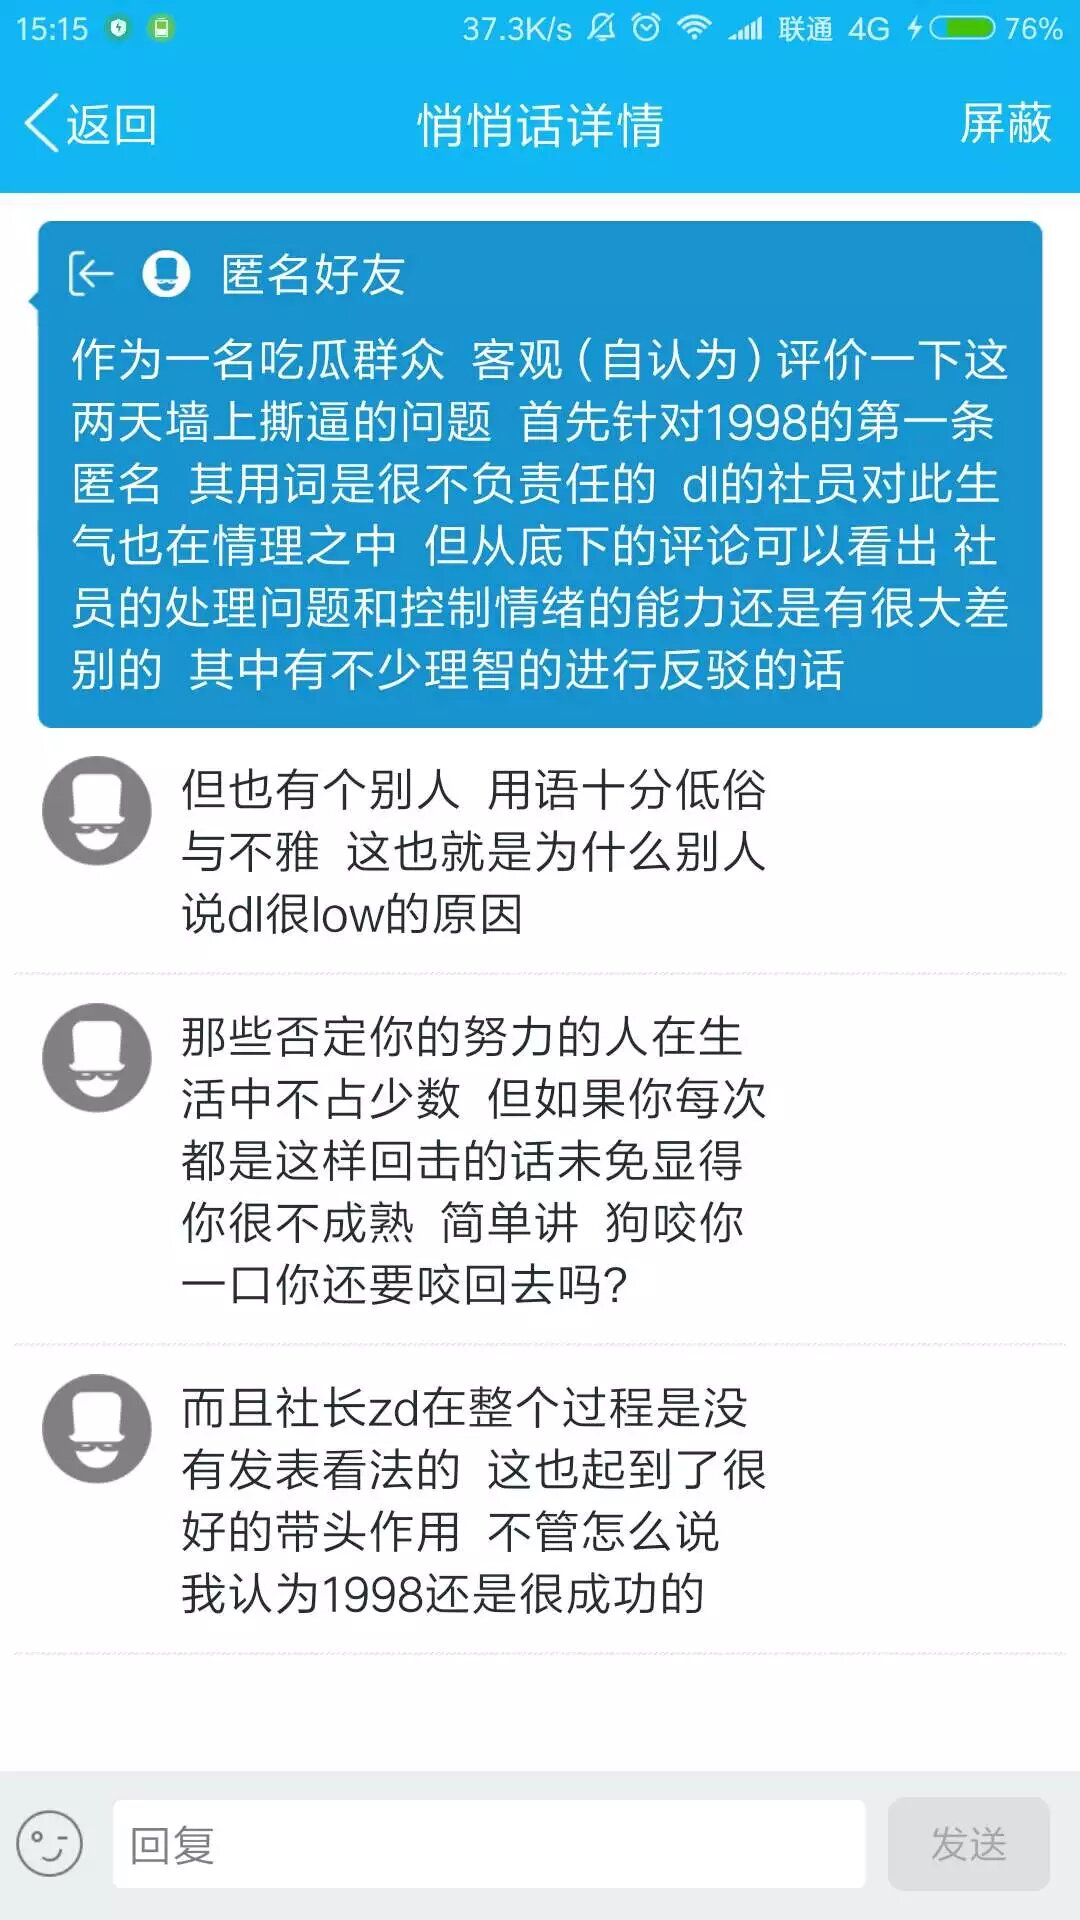 15:15 37.3K/s 联通 4G 76%
返回 悄悄话详情 屏蔽
匿名好友
作为一名吃瓜群众 客观(自认为)评价一下这
两天墙上撕逼的问题 首先针对1998的第一条
匿名 其用词是很不负责任的 dl的社员对此生
气也在情理之中 但从底下的评论可以看出 社
员的处理问题和控制情绪的能力还是有很大差
别的 其中有不少理智的进行反驳的话
但也有个别人 用语十分低俗
与不雅 这也就是为什么别人
说dl很low的原因
那些否定你的努力的人在生
活中不占少数 但如果你每次
都是这样回击的话未免显得
你很不成熟 简单讲 狗咬你
一口你还要咬回去吗?
而且社长zd在整个过程是没
有发表看法的 这也起到了很
好的带头作用 不管怎么说
我认为1998还是很成功的
回复 发送